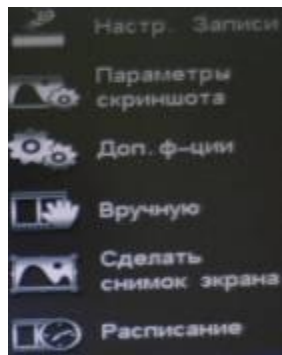 Настр. Записи
Параметры
скриншота
Доп. ф-ции
Вручную
Сделать
снимок экрана
Расписание